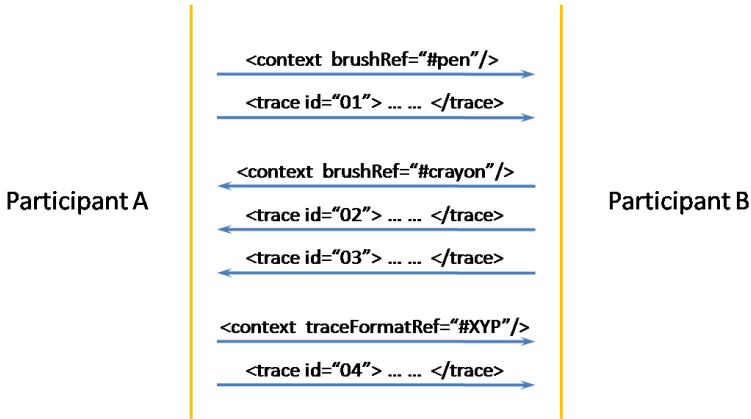 <context brushRef=“#pen”/>
<trace id=“01”> … … </trace>
<context brushRef=“#crayon”/>
Participant A
Participant B
<trace id=“02”> … … </trace>
<trace id=“03”> … … </trace>
<context traceFormatRef=“#XYP”/>
<trace id=“04”> … … </trace>